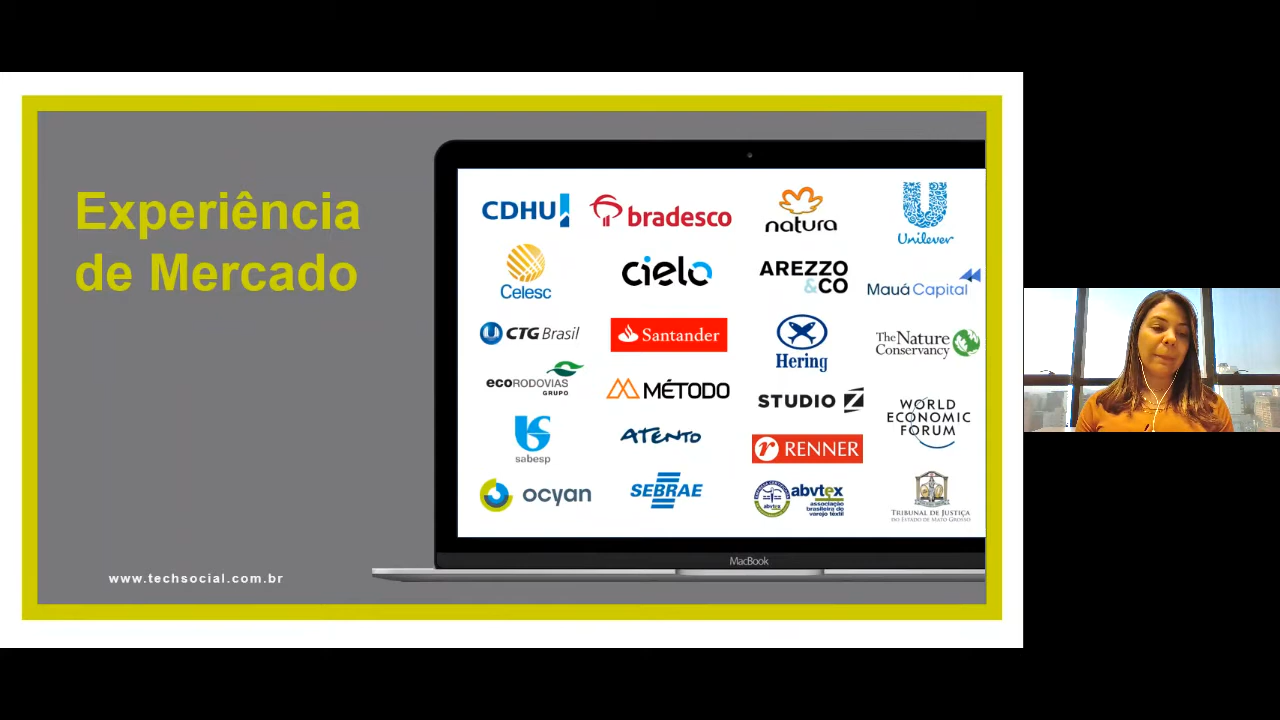 Experiência
de Mercado
CDHU
bradesco
natura
Unilever
Celesc
cielo
AREZZO
&CO
Mauá Capital
CTG Brasil
Santander
Hering
The Nature
Conservancy
ECORODOVIAS
GRUPO
MÉTODO
STUDIO Z
WORLD
ECONOMIC
FORUM
sabesp
ATENTO
r RENNER
ocyan
SEBRAE
abvtex
abvtex
associação
brasileira do
varejo têxtil
TRIBUNAL DE JUSTIÇA
DO ESTADO DE MATO GROSSO
MacBook
www.techsocial.com.br